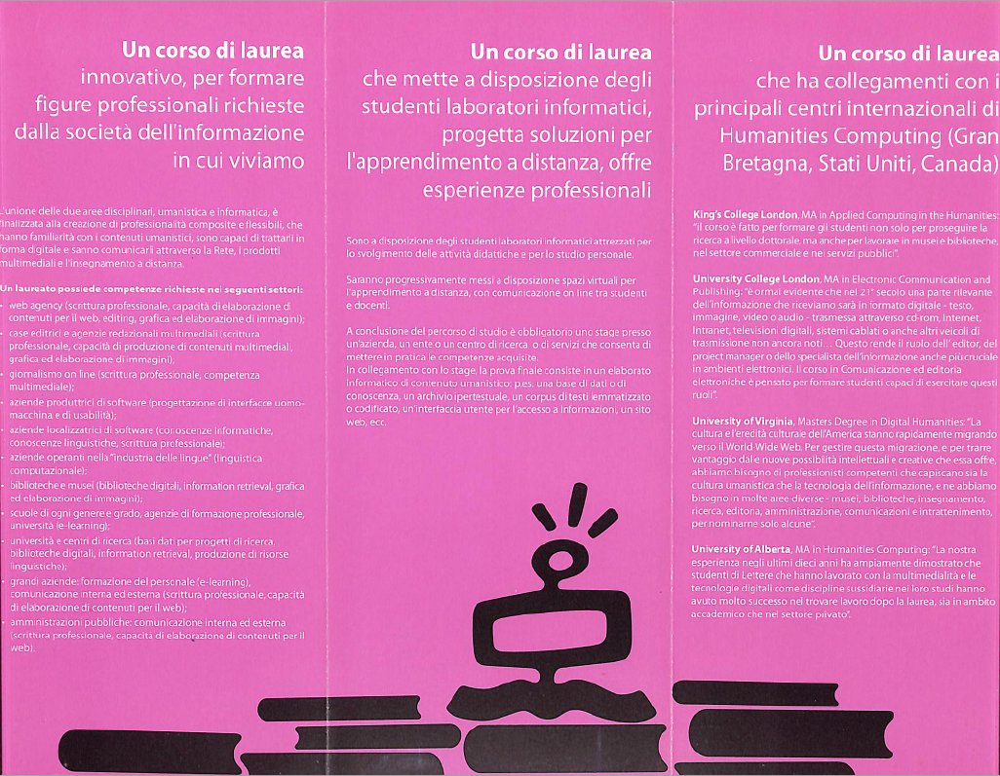 Un corso di laurea
innovativo, per formare
figure professionali richieste
dalla società dell'informazione
in cui viviamo
L'unione delle due aree disciplinari, umanistica e informatica, è
finalizzata alla creazione di professionalità composite e flessibili, che
hanno familiarità con i contenuti umanistici, sono capaci di trattarli in
forma digitale e sanno comunicarli attraverso la Rete, i prodotti
multimediali e l'insegnamento a distanza.
Un laureato possiede competenze richieste nei seguenti settori:
- web agency (scrittura professionale, capacità di elaborazione di
contenuti per il web, editing, grafica ed elaborazione di immagini);
- case editrici e agenzie redazionali multimediali (scrittura
professionale, capacità di produzione di contenuti multimediali,
grafica ed elaborazione di immagini);
- giornalismo on line (scrittura professionale, competenza
multimediale);
- aziende produttrici di software (progettazione di interfacce uomo-
macchina e di usabilità);
- aziende localizzatrici di software (conoscenze informatiche,
conoscenze linguistiche, scrittura professionale);
- aziende operanti nella "industria delle lingue" (linguistica
computazionale);
- biblioteche e musei (biblioteche digitali, information retrieval, grafica
ed elaborazione di immagini);
- scuole di ogni genere e grado, agenzie di formazione professionale,
università (e-learning);
- università e centri di ricerca (basi dati per progetti di ricerca,
biblioteche digitali, information retrieval, produzione di risorse
linguistiche);
- grandi aziende: formazione del personale (e-learning),
comunicazione interna ed esterna (scrittura professionale, capacità
di elaborazione di contenuti per il web);
- amministrazioni pubbliche: comunicazione interna ed esterna
(scrittura professionale, capacità di elaborazione di contenuti per il
web).
Un corso di laurea
che mette a disposizione degli
studenti laboratori informatici,
progetta soluzioni per
l'apprendimento a distanza, offre
esperienze professionali
Sono a disposizione degli studenti laboratori informatici attrezzati per
lo svolgimento delle attività didattiche e per lo studio personale.
Saranno progressivamente messi a disposizione spazi virtuali per
l'apprendimento a distanza, con comunicazione on line tra studenti
e docenti.
A conclusione del percorso di studio è obbligatorio uno stage presso
un'azienda, un ente o un centro di ricerca o di servizi che consenta di
mettere in pratica le competenze acquisite.
In collegamento con lo stage, la prova finale consiste in un elaborato
informatico di contenuto umanistico: p.es. una base di dati o di
conoscenza, un archivio ipertestuale, un corpus di testi lemmatizzato
o codificato, un'interfaccia utente per l'accesso a informazioni, un sito
web, ecc.
Un corso di laurea
che ha collegamenti con i
principali centri internazionali di
Humanities Computing (Gran
Bretagna, Stati Uniti, Canada)
King's College London, MA in Applied Computing in the Humanities:
"il corso è fatto per formare gli studenti non solo per proseguire la
ricerca a livello dottorale, ma anche per lavorare in musei e biblioteche,
nel settore commerciale e nei servizi pubblici".
University College London, MA in Electronic Communication and
Publishing: "è ormai evidente che nel 21° secolo una parte rilevante
dell'informazione che riceviamo sarà in formato digitale - testo,
immagine, video o audio - trasmessa attraverso cd-rom, Internet,
Intranet, televisioni digitali, sistemi cablati o anche altri veicoli di
trasmissione non ancora noti… Questo rende il ruolo dell' editor, del
project manager o dello specialista dell'informazione anche più cruciale
in ambienti elettronici. Il corso in Comunicazione ed editoria
elettroniche è pensato per formare studenti capaci di esercitare questi
ruoli".
University of Virginia, Masters Degree in Digital Humanities: "La
cultura e l'eredità culturale dell'America stanno rapidamente migrando
verso il World-Wide Web. Per gestire questa migrazione, e per trarre
vantaggio dalle nuove possibilità intellettuali e creative che essa offre,
abbiamo bisogno di professionisti competenti che capiscano sia la
cultura umanistica che la tecnologia dell'informazione, e ne abbiamo
bisogno in molte aree diverse - musei, biblioteche, insegnamento,
ricerca, editoria, amministrazione, comunicazioni e intrattenimento,
per nominarne solo alcune".
University of Alberta, MA in Humanities Computing: "La nostra
esperienza negli ultimi dieci anni ha ampiamente dimostrato che
studenti di Lettere che hanno lavorato con la multimedialità e le
tecnologie digitali come discipline sussidiarie nei loro studi hanno
avuto molto successo nel trovare lavoro dopo la laurea, sia in ambito
accademico che nel settore privato".